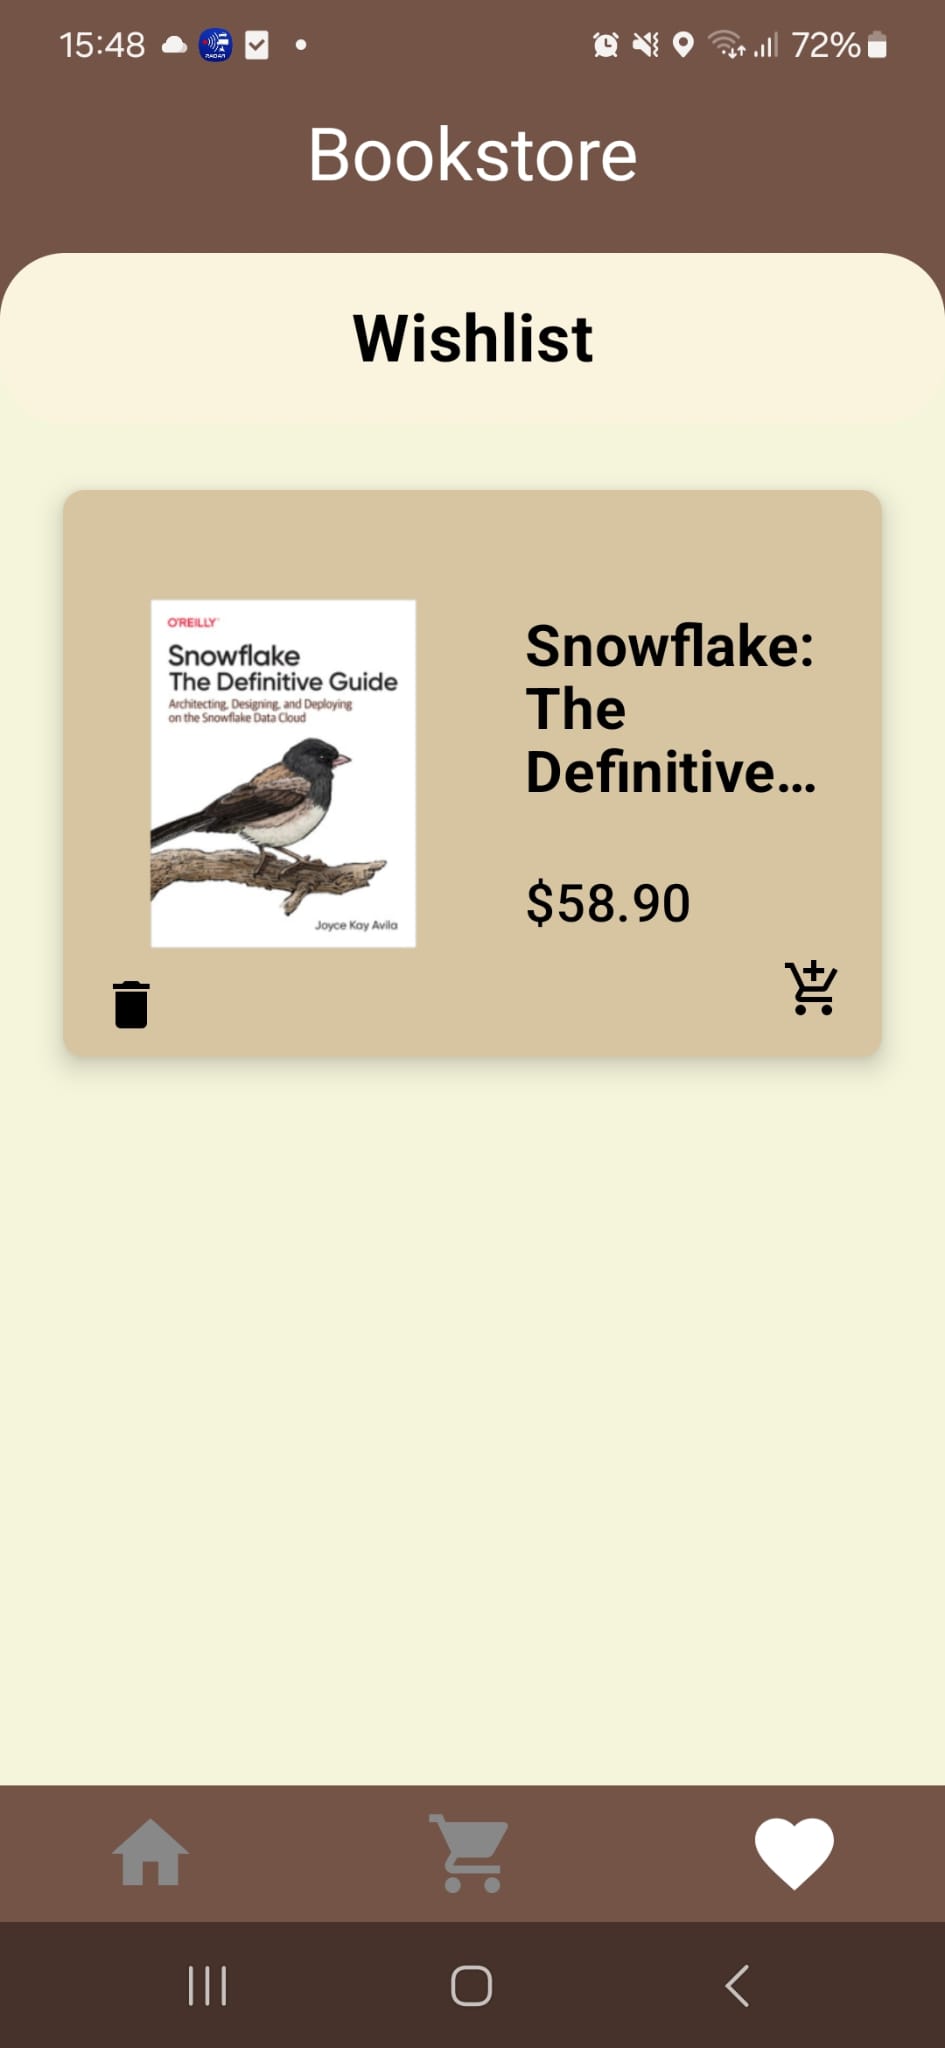 15:48
RADAR
72%
Bookstore
Wishlist
O'REILLY
Snowflake
The Definitive Guide
Architecting, Designing, and Deploying
on the Snowflake Data Cloud
Joyce Kay Avila
Snowflake:
The
Definitive...
$58.90